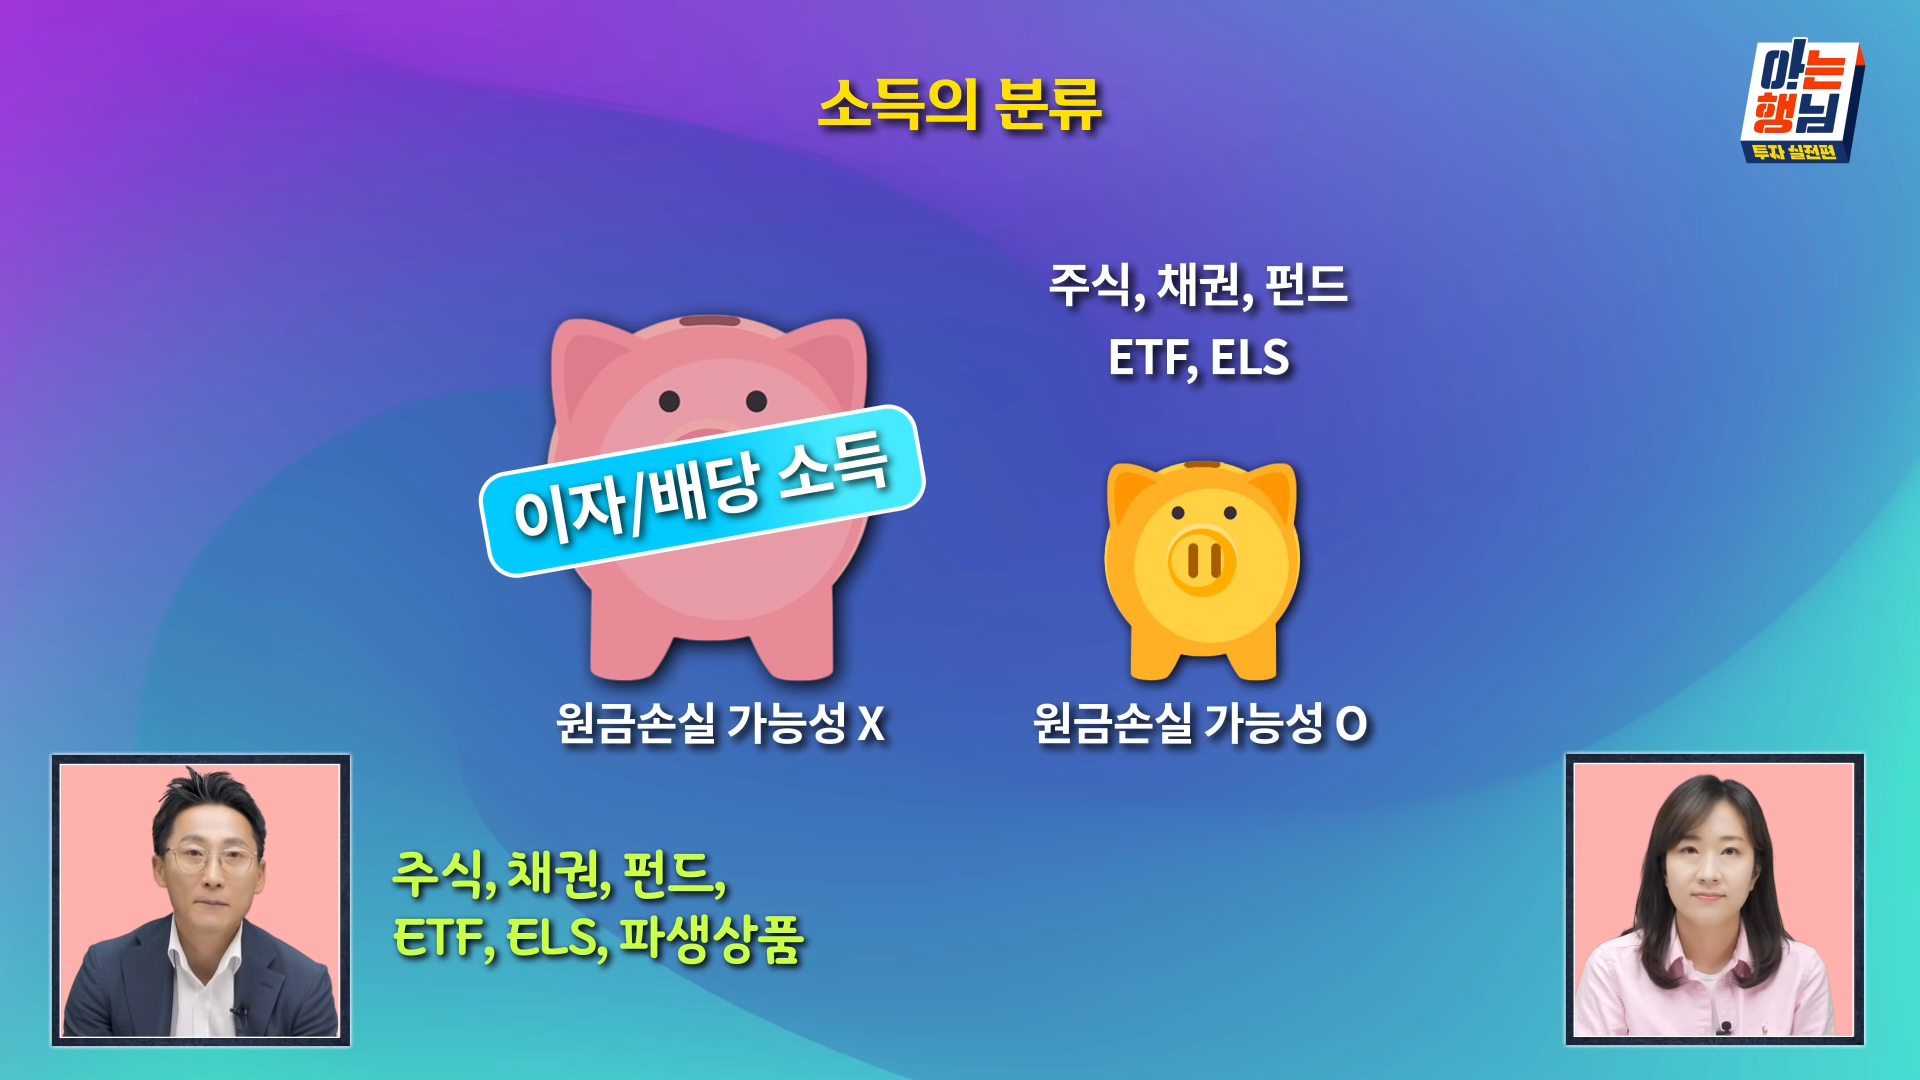 소득의 분류
아는
행님
투자 실전편
주식, 채권, 펀드
ETF, ELS
이자/배당 소득
원금손실 가능성 X
원금손실 가능성 O
주식, 채권, 펀드,
ETF, ELS, 파생상품